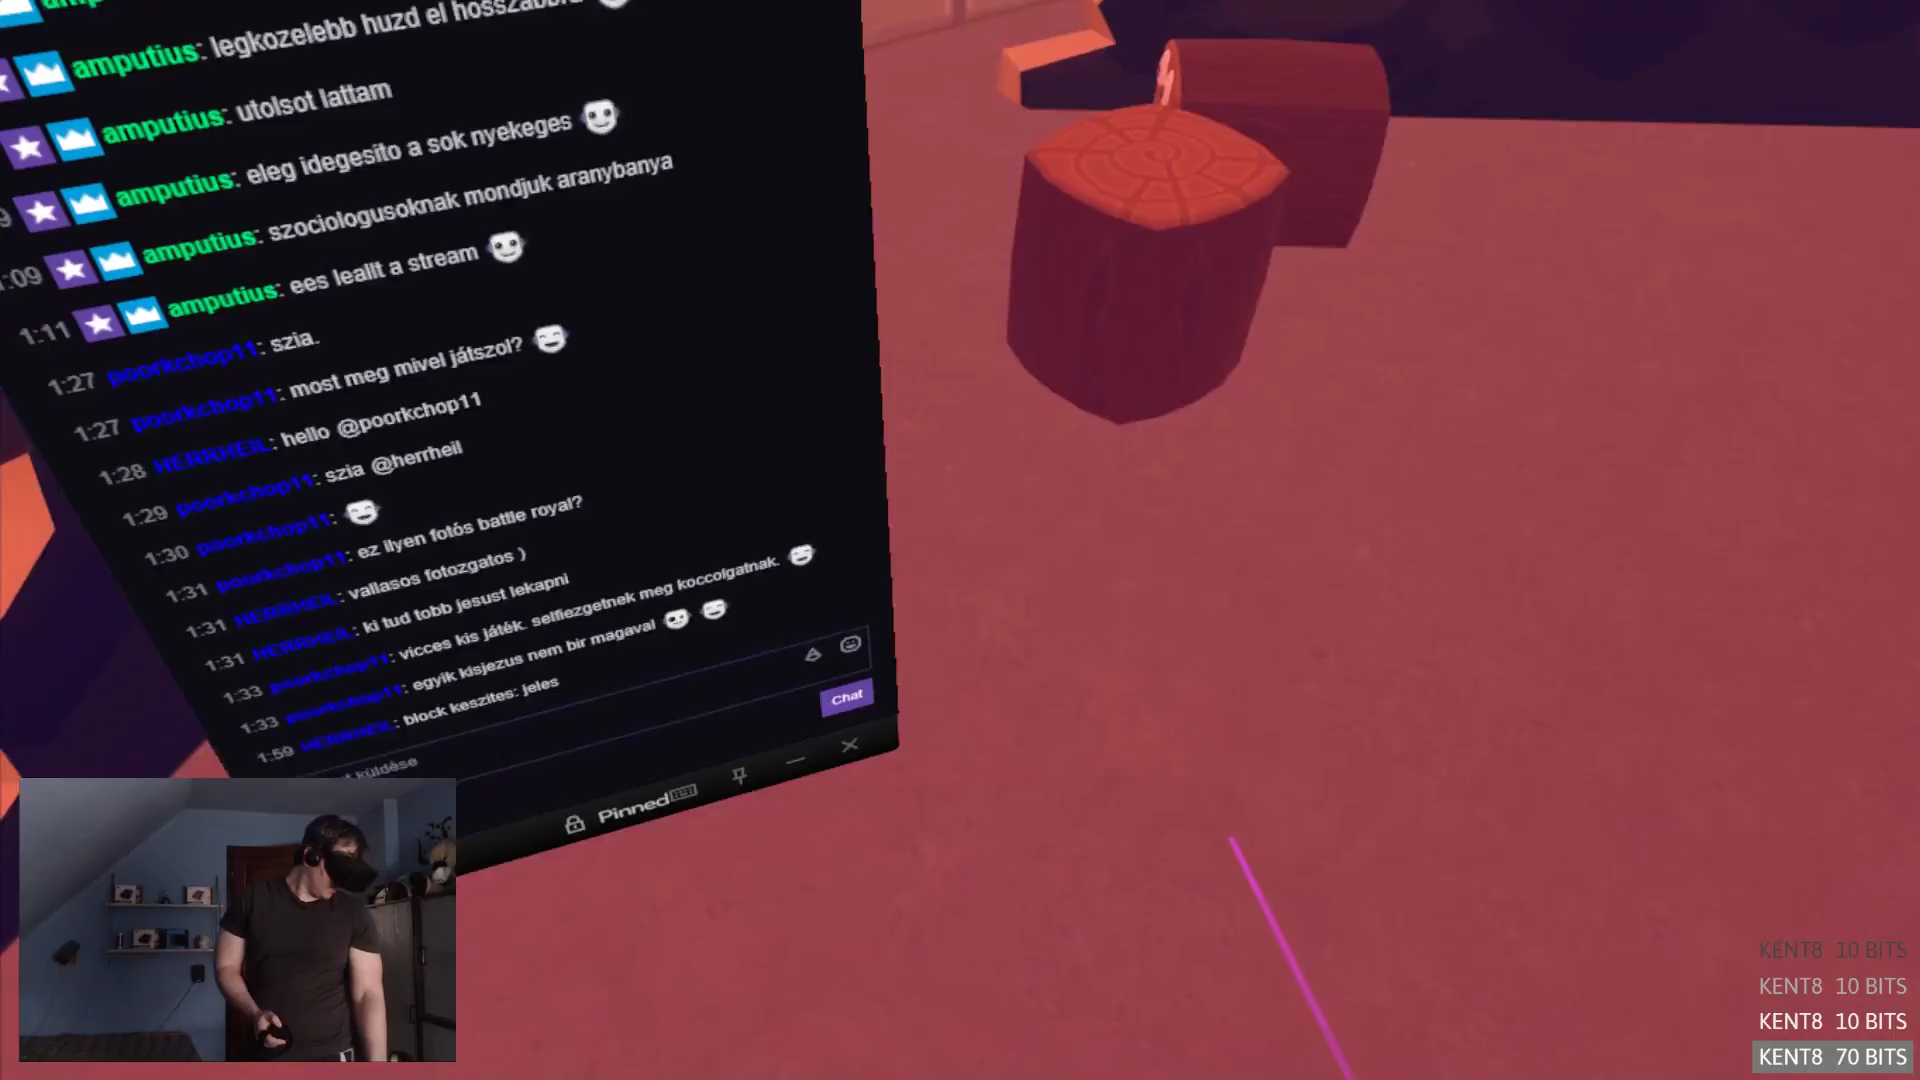 amputius: legkozelebb huzd el hosszabbra
amputius: utolsot lattam
amputius: eleg idegesito a sok nyekeges
amputius: szociologusoknak mondjuk aranybanya
:09 amputius: ees leallt a stream
1:11
1:27 poorkchop11: szia.
1:27 poorkchop11: most meg mivel játszol?
1:28 HERRHEIL: hello @poorkchop11
1:29 poorkchop11: szia @herrheil
1:30 poorkchop11:
1:31 poorkchop11: ez ilyen fotós battle royal?
1:31 HERRHEIL: vallasos fotozgatos )
1:31 HERRHEIL: ki tud tobb jesust lekapni
1:33 poorkchop11: vicces kis játék. selfiezgetnek meg koccolgatnak.
1:33 poorkchop11: egyik kisjezus nem bir magaval
1:59 HERRHEIL: block keszites: jeles
küldése
Chat
Pinned
KENT8 10 BITS
KENT8 10 BITS
KENT8 10 BITS
KENT8 70 BITS